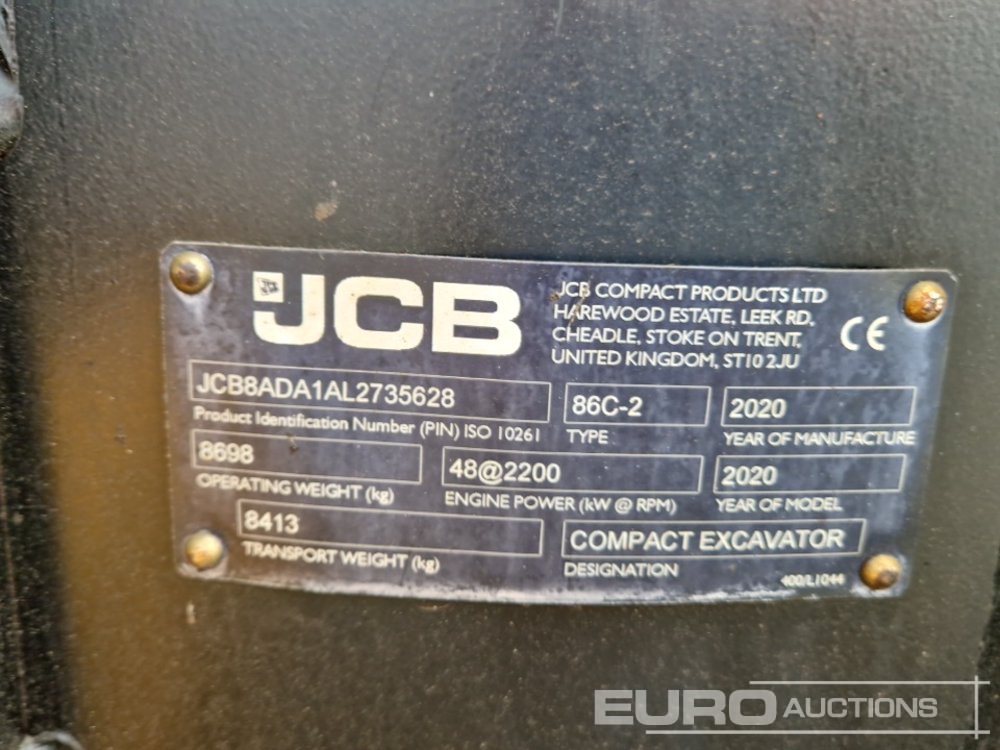 JCB
JCB COMPACT PRODUCTS LTD
HAREWOOD ESTATE, LEEK RD,
CHEADLE, STOKE ON TRENT,
UNITED KINGDOM, ST10 2JU
CE
JCB8ADA1AL2735628
Product Identification Number (PIN) ISO 10261
86C-2
TYPE
2020
YEAR OF MANUFACTURE
8698
OPERATING WEIGHT (kg)
48@2200
ENGINE POWER (kW @ RPM)
2020
YEAR OF MODEL
8413
TRANSPORT WEIGHT (kg)
COMPACT EXCAVATOR
DESIGNATION
400/L1044
EURO AUCTIONS